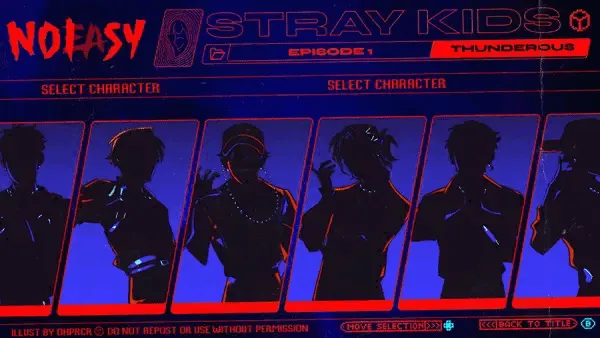 NOEASY
STRAY KIDS
EPISODE 1
THUNDEROUS
SELECT CHARACTER
SELECT CHARACTER
ILLUST BY DHPRCR DO NOT REPOST OR USE WITHOUT PERMISSION
MOVE SELECTION>>>
<<<BACK TO TITLE B